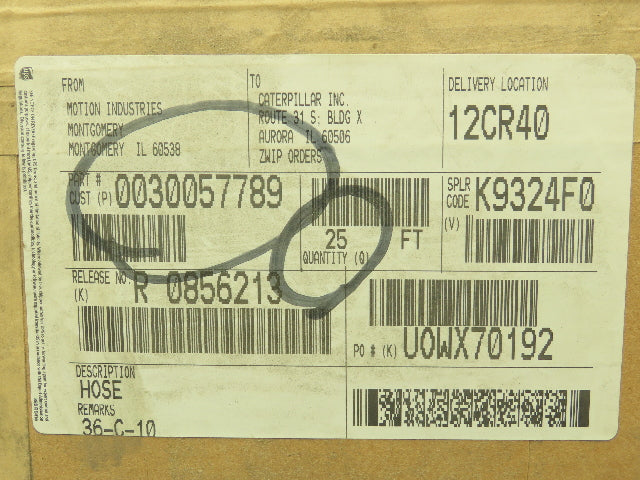 FROM
MOTION INDUSTRIES
MONTGOMERY
MONTGOMERY IL 60538
TO
CATERPILLAR INC.
ROUTE 31 S: BLDG X
AURORA IL 60506
ZWIP ORDERS
DELIVERY LOCATION
12CR40
PART #
CUST (P) 0030057789
25 FT
QUANTITY (Q)
SPLR
CODE K9324F0
(V)
RELEASE NO. R 0856213
(K)
PO # (K) UOWX70192
DESCRIPTION
HOSE
REMARKS
36-C-10